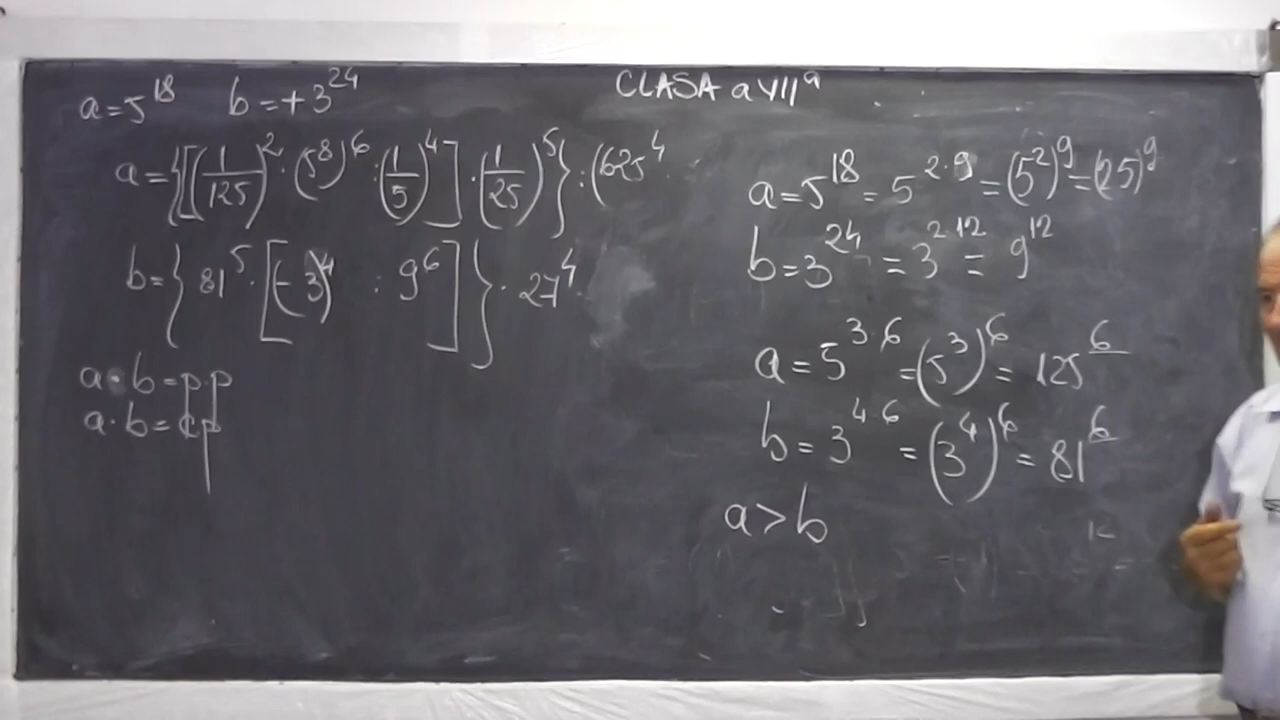 CLASA a VII a
a=5^18 b=+3^24
a={[(1/125)^2·(5^8)^6:(1/5)^4]·(1/25)^5}:(625^4
b={81^5·[(-3)^4 : 9^6]}·27^4
a·b=p.p
a·b=cp
a=5^18=5^2·9=(5^2)^9=(25)^9
b=3^24=3^2·12=9^12
a=5^3·6=(5^3)^6=125^6
b=3^4·6=(3^4)^6=81^6
a>b